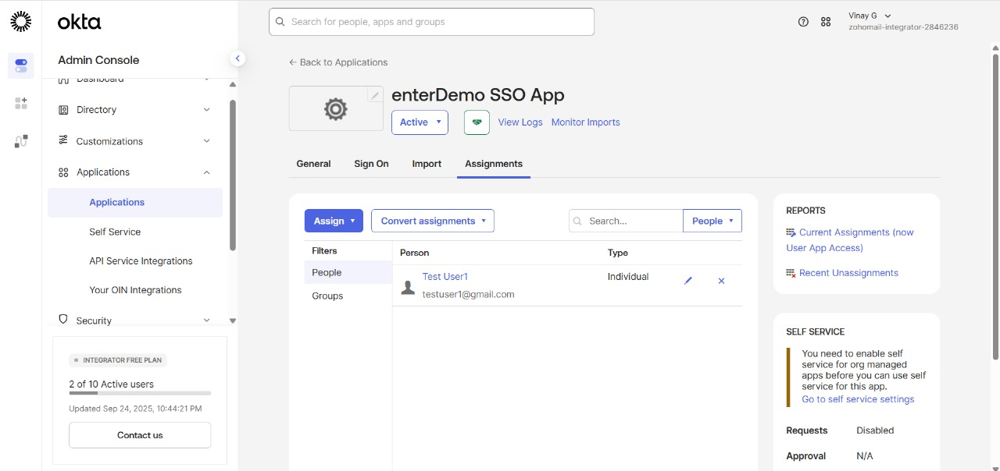 okta
Search for people, apps and groups
Vinay G
zohomail-integrator-2846236
Admin Console
Dashboard
Directory
Customizations
Applications
Applications
Self Service
API Service Integrations
Your OIN Integrations
Security
INTEGRATOR FREE PLAN
2 of 10 Active users
Updated Sep 24, 2025, 10:44:21 PM
Contact us
← Back to Applications
enterDemo SSO App
Active
View Logs
Monitor Imports
General
Sign On
Import
Assignments
Assign
Convert assignments
Search...
People
Filters
People
Groups
Person
Type
Test User1
Individual
testuser1@gmail.com
REPORTS
Current Assignments (now
User App Access)
Recent Unassignments
SELF SERVICE
You need to enable self
service for org managed
apps before you can use self
service for this app.
Go to self service settings
Requests
Disabled
Approval
N/A